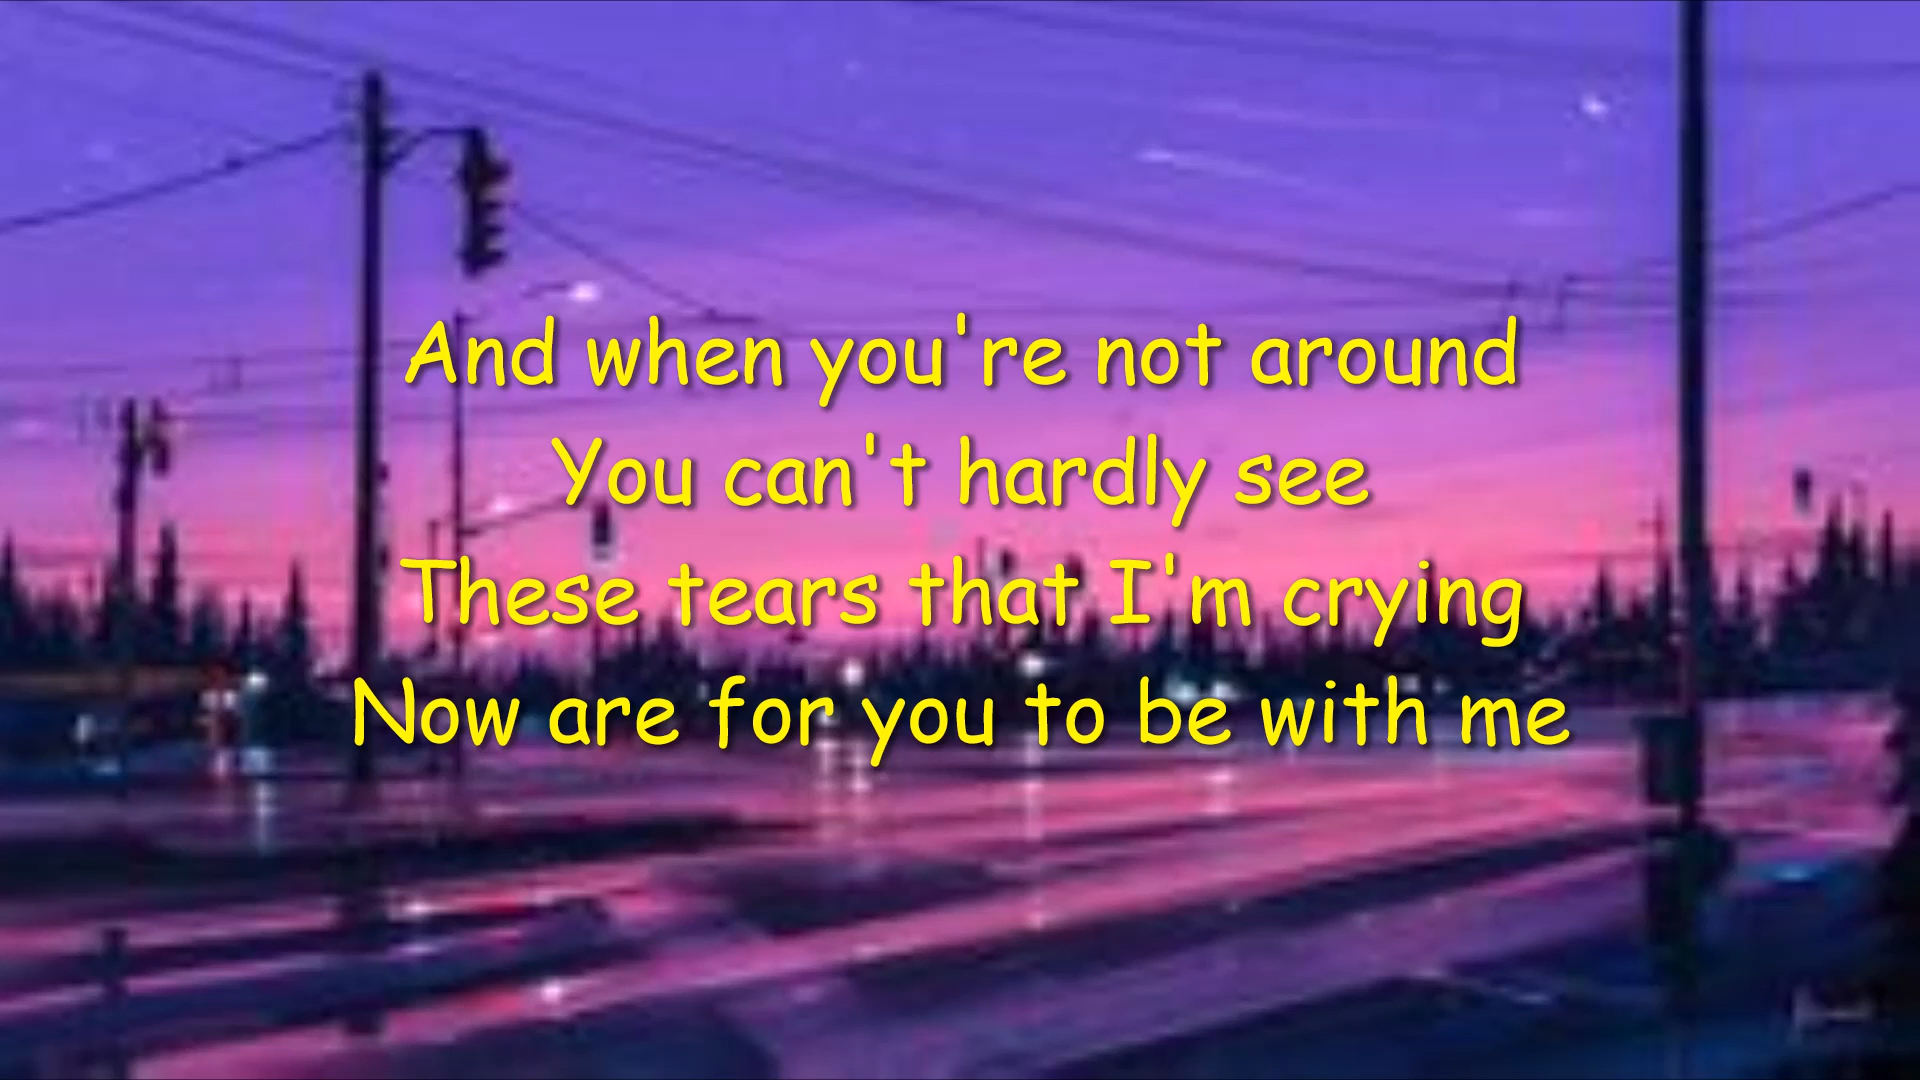 And when you're not around
You can't hardly see
These tears that I'm crying
Now are for you to be with me